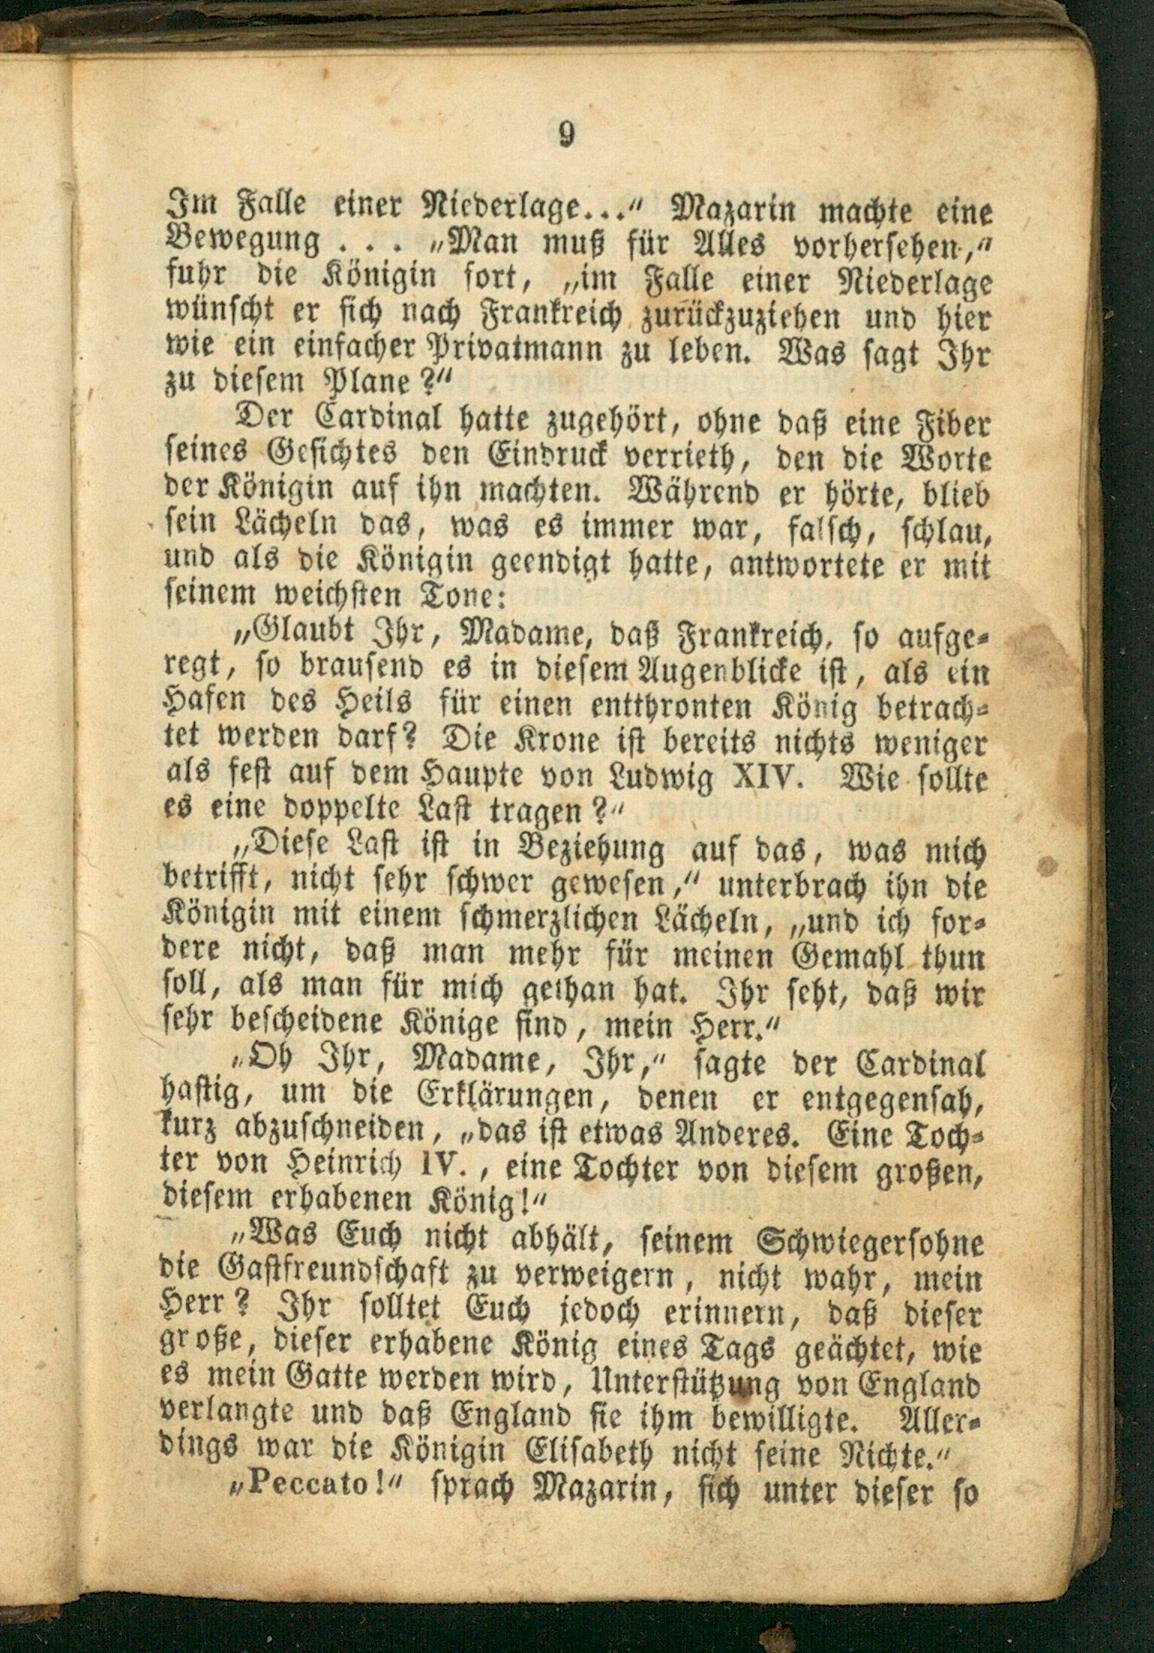 9
Im Falle einer Niederlage...“ Mazarin machte eine
Bewegung . . . „Man muß für Alles vorhersehen,“
fuhr die Königin fort, „im Falle einer Niederlage
wünscht er sich nach Frankreich zurückzuziehen und hier
wie ein einfacher Privatmann zu leben. Was sagt Ihr
zu diesem Plane?“
Der Cardinal hatte zugehört, ohne daß eine Fiber
seines Gesichtes den Eindruck verrieth, den die Worte
der Königin auf ihn machten. Während er hörte, blieb
sein Lächeln das, was es immer war, falsch, schlau,
und als die Königin geendigt hatte, antwortete er mit
seinem weichsten Tone:
„Glaubt Ihr, Madame, daß Frankreich, so aufge-
regt, so brausend es in diesem Augenblicke ist, als ein
Hafen des Heils für einen entthronten König betrach-
tet werden darf? Die Krone ist bereits nichts weniger
als fest auf dem Haupte von Ludwig XIV. Wie sollte
es eine doppelte Last tragen?“
„Diese Last ist in Beziehung auf das, was mich
betrifft, nicht sehr schwer gewesen,“ unterbrach ihn die
Königin mit einem schmerzlichen Lächeln, „und ich for-
dere nicht, daß man mehr für meinen Gemahl thun
soll, als man für mich gethan hat. Ihr seht, daß wir
sehr bescheidene Könige sind, mein Herr.“
„Oh Ihr, Madame, Ihr,“ sagte der Cardinal
hastig, um die Erklärungen, denen er entgegensah,
kurz abzuschneiden, „das ist etwas Anderes. Eine Toch-
ter von Heinrich IV., eine Tochter von diesem großen,
diesem erhabenen König!“
„Was Euch nicht abhält, seinem Schwiegersohne
die Gastfreundschaft zu verweigern, nicht wahr, mein
Herr? Ihr solltet Euch jedoch erinnern, daß dieser
große, dieser erhabene König eines Tags geächtet, wie
es mein Gatte werden wird, Unterstützung von England
verlangte und daß England sie ihm bewilligte. Aller-
dings war die Königin Elisabeth nicht seine Nichte.“
„Peccato!“ sprach Mazarin, sich unter dieser so